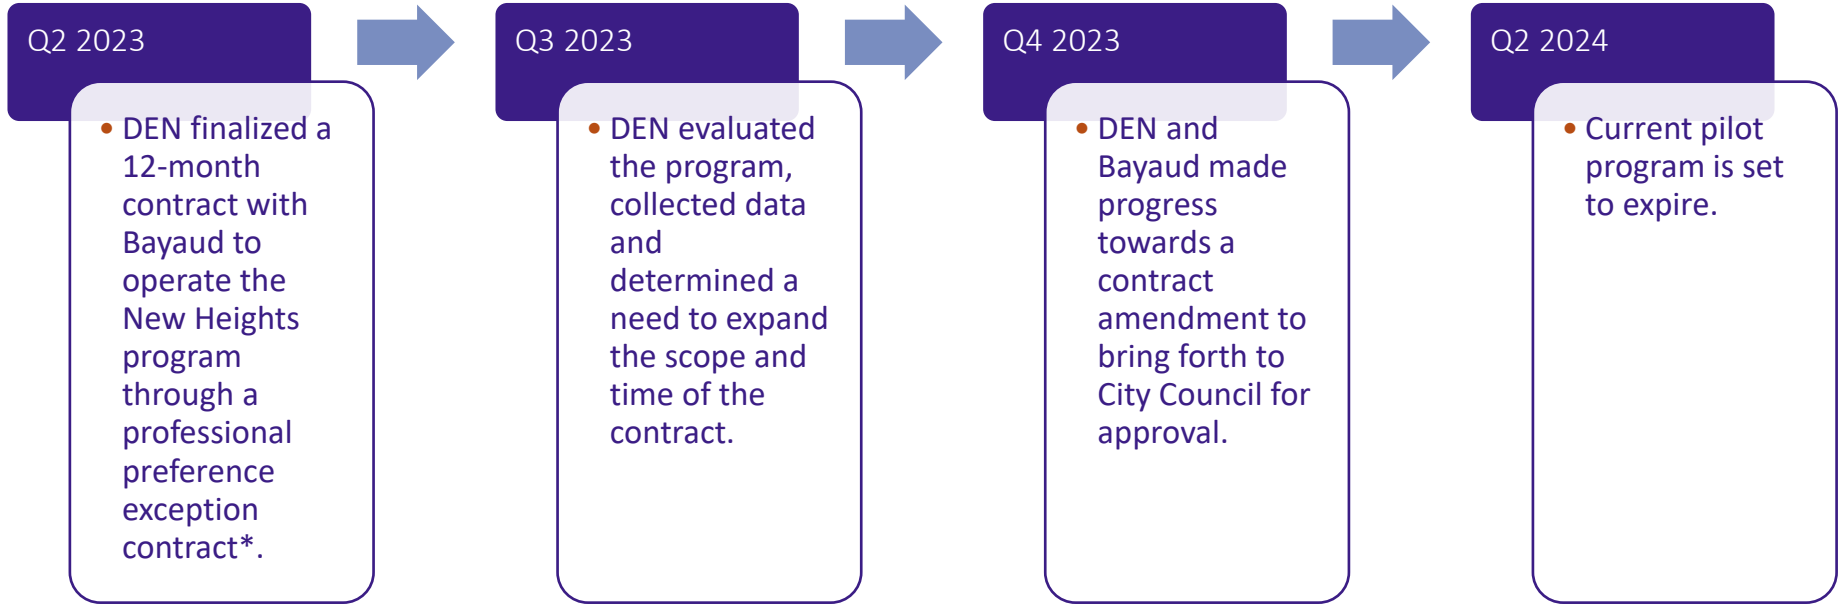 Q2 2023
• DEN finalized a
12-month
contract with
Bayaud to
operate the
New Heights
program
through a
professional
preference
exception
contract*.
Q3 2023
• DEN evaluated
the program,
collected data
and
determined a
need to expand
the scope and
time of the
contract.
Q4 2023
• DEN and
Bayaud made
progress
towards a
contract
amendment to
bring forth to
City Council for
approval.
Q2 2024
• Current pilot
program is set
to expire.